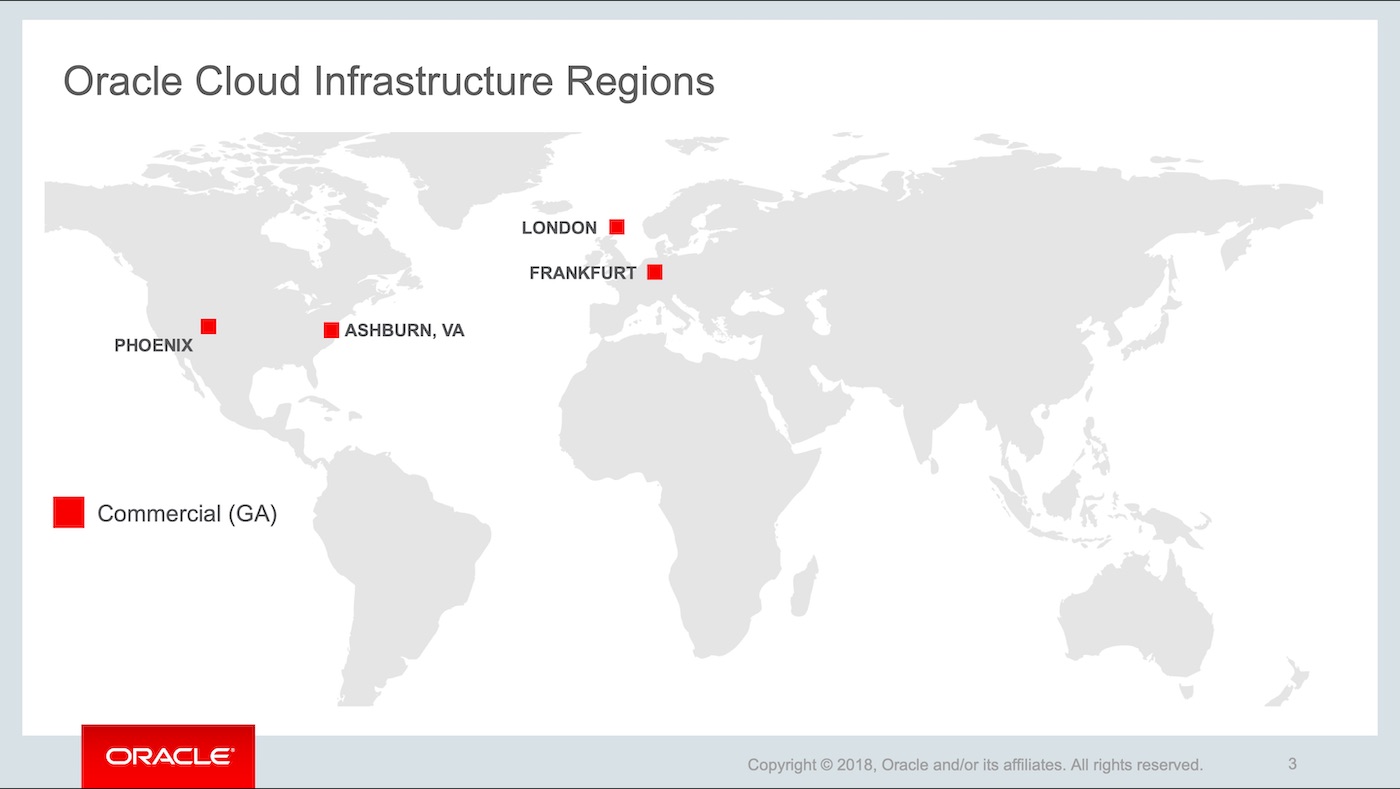 Oracle Cloud Infrastructure Regions
LONDON
FRANKFURT
ASHBURN, VA
PHOENIX
Commercial (GA)
ORACLE®
Copyright © 2018, Oracle and/or its affiliates. All rights reserved.
3